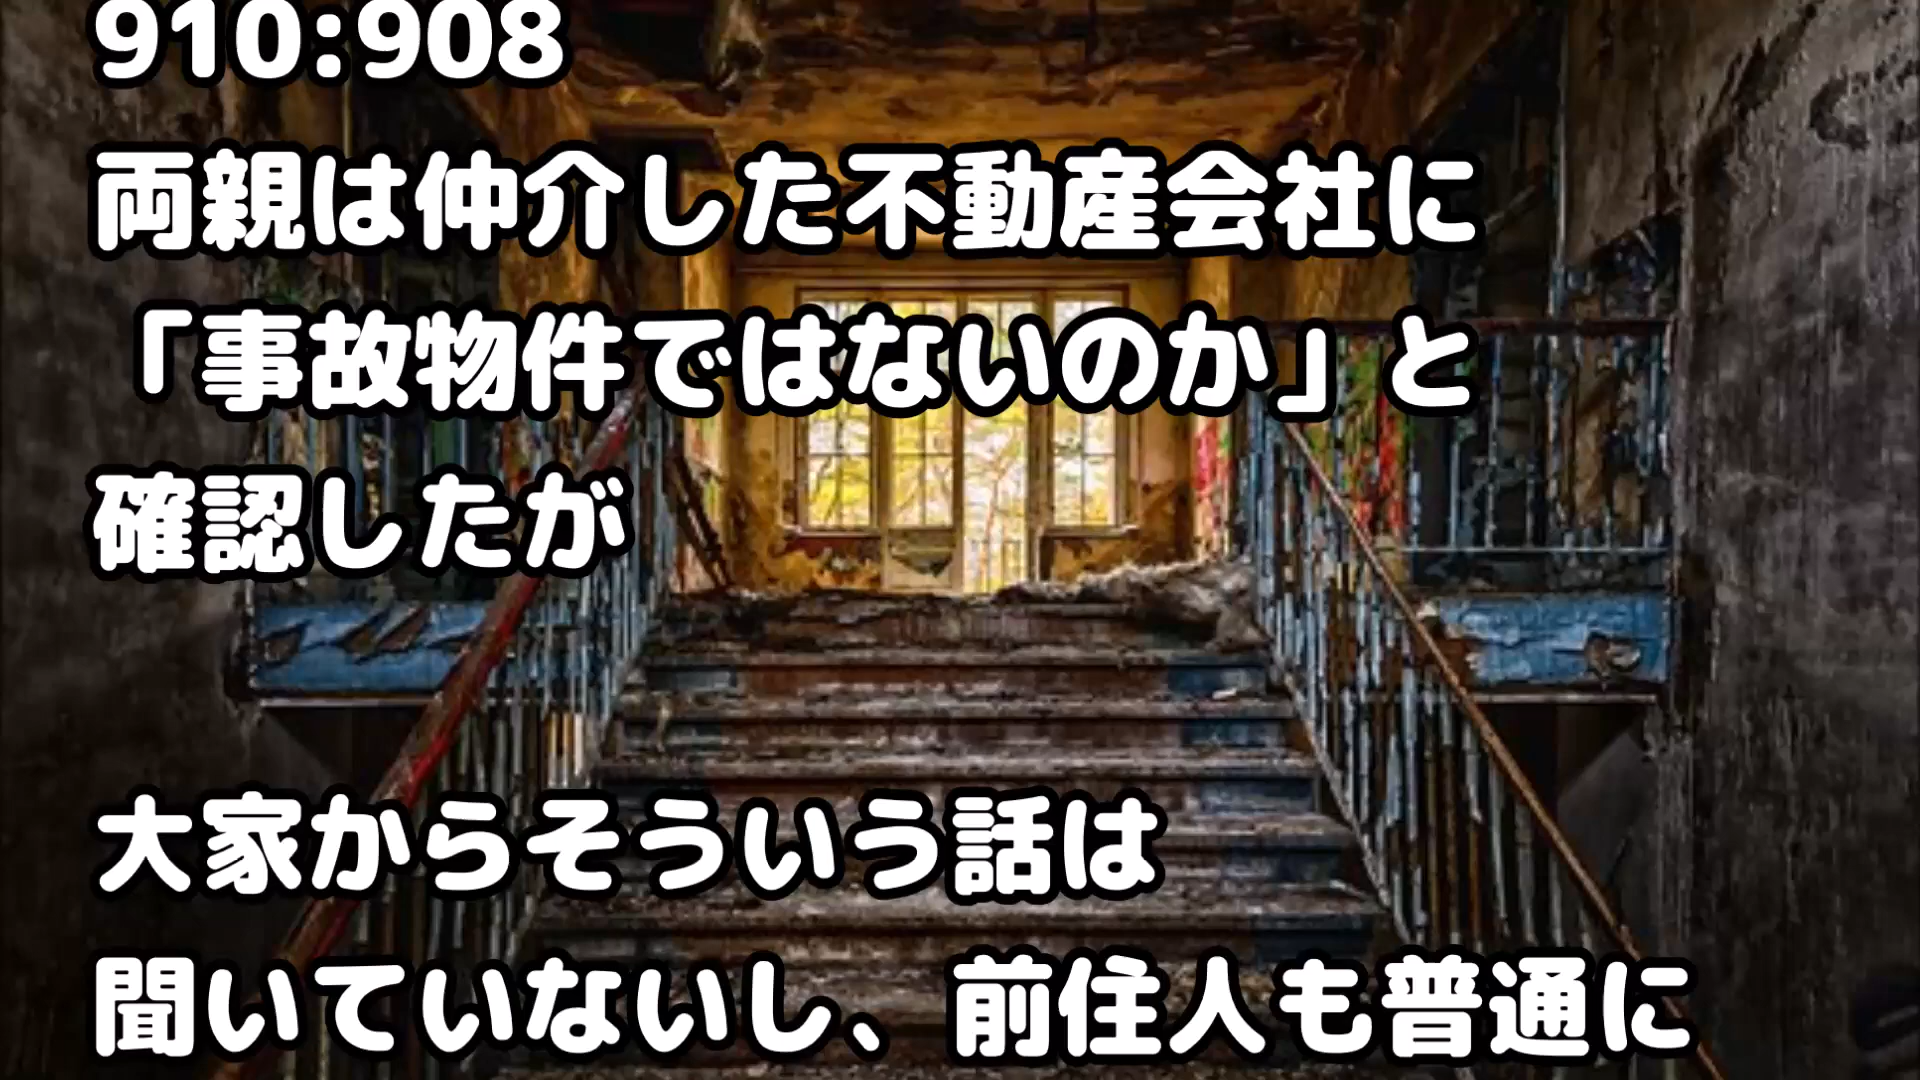 910:908
両親は仲介した不動産会社に
「事故物件ではないのか」と
確認したが
大家からそういう話は
聞いていないし、前住人も普通に